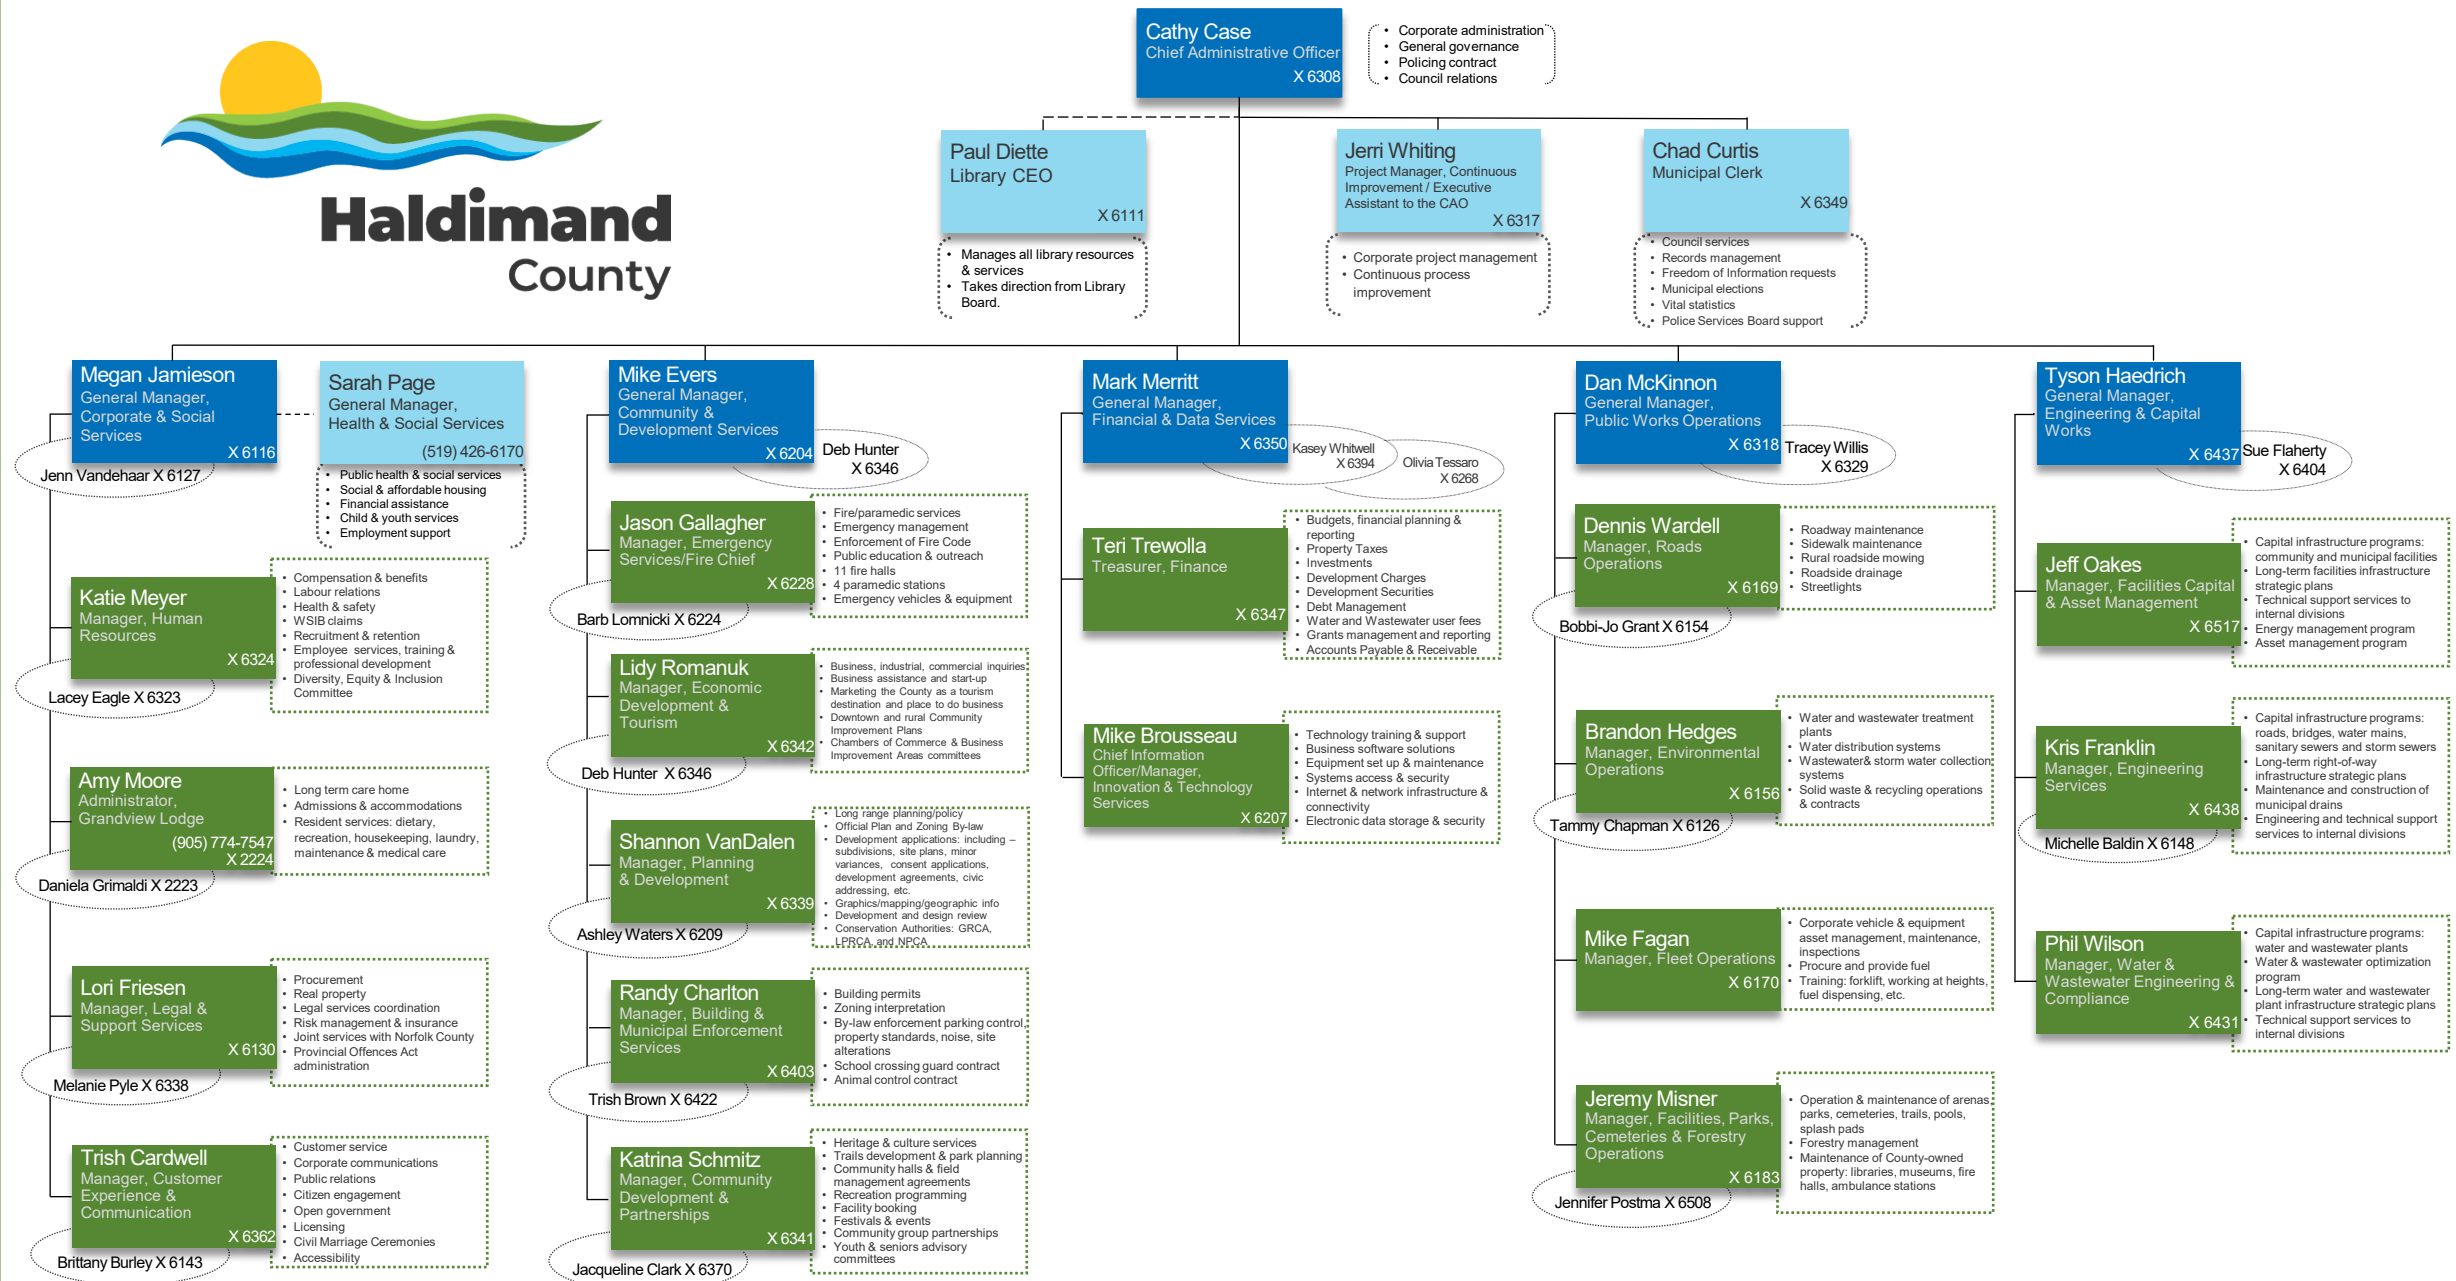 Haldimand
County
Cathy Case
Chief Administrative Officer
X 6308
• Corporate administration
• General governance
• Policing contract
• Council relations
Paul Diette
Library CEO
X 6111
• Manages all library resources
& services
• Takes direction from Library
Board.
Jerri Whiting
Project Manager, Continuous
Improvement / Executive
Assistant to the CAO
X 6317
• Corporate project management
• Continuous process
improvement
Chad Curtis
Municipal Clerk
X 6349
• Council services
• Records management
• Freedom of Information requests
• Municipal elections
• Vital statistics
• Police Services Board support
Megan Jamieson
General Manager,
Corporate & Social
Services
X 6116
Jenn Vandehaar X 6127
Sarah Page
General Manager,
Health & Social Services
(519) 426-6170
• Public health & social services
• Social & affordable housing
• Financial assistance
• Child & youth services
• Employment support
Katie Meyer
Manager, Human
Resources
X 6324
Lacey Eagle X 6323
• Compensation & benefits
• Labour relations
• Health & safety
• WSIB claims
• Recruitment & retention
• Employee services, training &
professional development
• Diversity, Equity & Inclusion
Committee
Amy Moore
Administrator,
Grandview Lodge
(905) 774-7547
X 2224
Daniela Grimaldi X 2223
• Long term care home
• Admissions & accommodations
• Resident services: dietary,
recreation, housekeeping, laundry,
maintenance & medical care
Lori Friesen
Manager, Legal &
Support Services
X 6130
Melanie Pyle X 6338
• Procurement
• Real property
• Legal services coordination
• Risk management & insurance
• Joint services with Norfolk County
• Provincial Offences Act
administration
Trish Cardwell
Manager, Customer
Experience &
Communication
X 6362
Brittany Burley X 6143
• Customer service
• Corporate communications
• Public relations
• Citizen engagement
• Open government
• Licensing
• Civil Marriage Ceremonies
• Accessibility
Mike Evers
General Manager,
Community &
Development Services
X 6204
Deb Hunter
X 6346
Jason Gallagher
Manager, Emergency
Services/Fire Chief
X 6228
Barb Lomnicki X 6224
• Fire/paramedic services
• Emergency management
• Enforcement of Fire Code
• Public education & outreach
• 11 fire halls
• 4 paramedic stations
• Emergency vehicles & equipment
Lidy Romanuk
Manager, Economic
Development &
Tourism
X 6342
Deb Hunter X 6346
• Business, industrial, commercial inquiries
• Business assistance and start-up
• Marketing the County as a tourism
destination and place to do business
• Downtown and rural Community
Improvement Plans
• Chambers of Commerce & Business
Improvement Areas committees
Shannon VanDalen
Manager, Planning
& Development
X 6339
Ashley Waters X 6209
• Long range planning/policy
• Official Plan and Zoning By-law
• Development applications: including –
subdivisions, site plans, minor
variances, consent applications,
development agreements, civic
addressing, etc.
• Graphics/mapping/geographic info
• Development and design review
• Conservation Authorities: GRCA,
LPRCA and NPCA
Randy Charlton
Manager, Building &
Municipal Enforcement
Services
X 6403
Trish Brown X 6422
• Building permits
• Zoning interpretation
• By-law enforcement parking control,
property standards, noise, site
alterations
• School crossing guard contract
• Animal control contract
Katrina Schmitz
Manager, Community
Development &
Partnerships
X 6341
Jacqueline Clark X 6370
• Heritage & culture services
• Trails development & park planning
• Community halls & field
management agreements
• Recreation programming
• Facility booking
• Festivals & events
• Community group partnerships
• Youth & seniors advisory
committees
Mark Merritt
General Manager,
Financial & Data Services
X 6350
Kasey Whitwell
X 6394
Olivia Tessaro
X 6268
Teri Trewolla
Treasurer, Finance
X 6347
• Budgets, financial planning &
reporting
• Property Taxes
• Investments
• Development Charges
• Development Securities
• Debt Management
• Water and Wastewater user fees
• Grants management and reporting
• Accounts Payable & Receivable
Mike Brousseau
Chief Information
Officer/Manager,
Innovation & Technology
Services
X 6207
• Technology training & support
• Business software solutions
• Equipment set up & maintenance
• Systems access & security
• Internet & network infrastructure &
connectivity
• Electronic data storage & security
Dan McKinnon
General Manager,
Public Works Operations
X 6318
Tracey Willis
X 6329
Dennis Wardell
Manager, Roads
Operations
X 6169
Bobbi-Jo Grant X 6154
• Roadway maintenance
• Sidewalk maintenance
• Rural roadside mowing
• Roadside drainage
• Streetlights
Brandon Hedges
Manager, Environmental
Operations
X 6156
Tammy Chapman X 6126
• Water and wastewater treatment
plants
• Water distribution systems
• Wastewater& storm water collection
systems
• Solid waste & recycling operations
& contracts
Mike Fagan
Manager, Fleet Operations
X 6170
• Corporate vehicle & equipment
asset management, maintenance,
inspections
• Procure and provide fuel
• Training: forklift, working at heights,
fuel dispensing, etc.
Jeremy Misner
Manager, Facilities, Parks,
Cemeteries & Forestry
Operations
X 6183
Jennifer Postma X 6508
• Operation & maintenance of arenas,
parks, cemeteries, trails, pools,
splash pads
• Forestry management
• Maintenance of County-owned
property: libraries, museums, fire
halls, ambulance stations
Tyson Haedrich
General Manager,
Engineering & Capital
Works
X 6437
Sue Flaherty
X 6404
Jeff Oakes
Manager, Facilities Capital
& Asset Management
X 6517
• Capital infrastructure programs:
community and municipal facilities
• Long-term facilities infrastructure
strategic plans
• Technical support services to
internal divisions
• Energy management program
• Asset management program
Kris Franklin
Manager, Engineering
Services
X 6438
Michelle Baldin X 6148
• Capital infrastructure programs:
roads, bridges, water mains,
sanitary sewers and storm sewers
• Long-term right-of-way
infrastructure strategic plans
• Maintenance and construction of
municipal drains
• Engineering and technical support
services to internal divisions
Phil Wilson
Manager, Water &
Wastewater Engineering &
Compliance
X 6431
• Capital infrastructure programs:
water and wastewater plants
• Water & wastewater optimization
program
• Long-term water and wastewater
plant infrastructure strategic plans
• Technical support services to
internal divisions